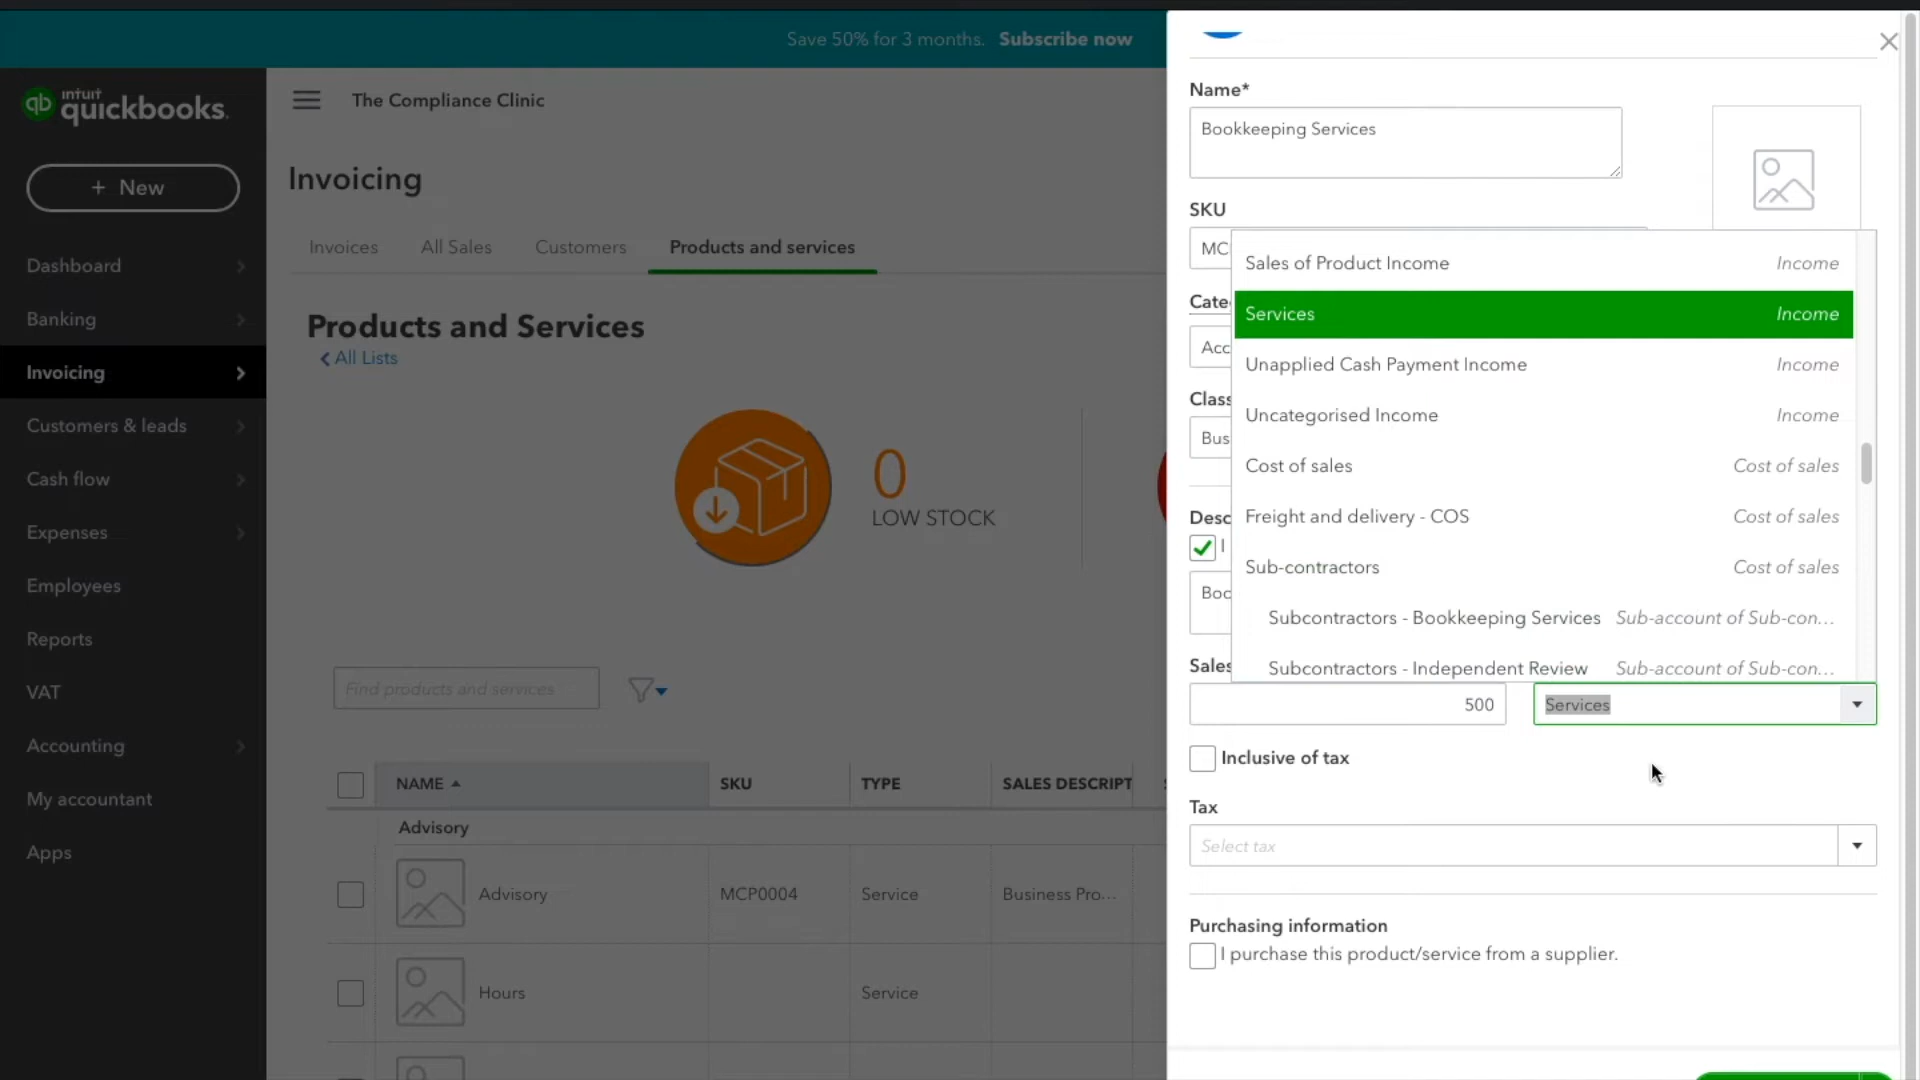 Save 50% for 3 months. Subscribe now
intuit
quickbooks.
+ New
Dashboard
Banking
Invoicing
Customers & leads
Cash flow
Expenses
Employees
Reports
VAT
Accounting
My accountant
Apps
The Compliance Clinic
Invoicing
Invoices All Sales Customers Products and services
Products and Services
All Lists
0
LOW STOCK
Find products and services
NAME SKU TYPE SALES DESCRIPT
Advisory
Advisory MCP0004 Service Business Pro...
Hours Service
Name*
Bookkeeping Services
SKU
MC
Cate
Acc
Class
Bus
Desc
I
Boo
Sales
Sales of Product Income Income
Services Income
Unapplied Cash Payment Income Income
Uncategorised Income Income
Cost of sales Cost of sales
Freight and delivery - COS Cost of sales
Sub-contractors Cost of sales
Subcontractors - Bookkeeping Services Sub-account of Sub-con...
Subcontractors - Independent Review Sub-account of Sub-con...
500 Services
Inclusive of tax
Tax
Select tax
Purchasing information
I purchase this product/service from a supplier.